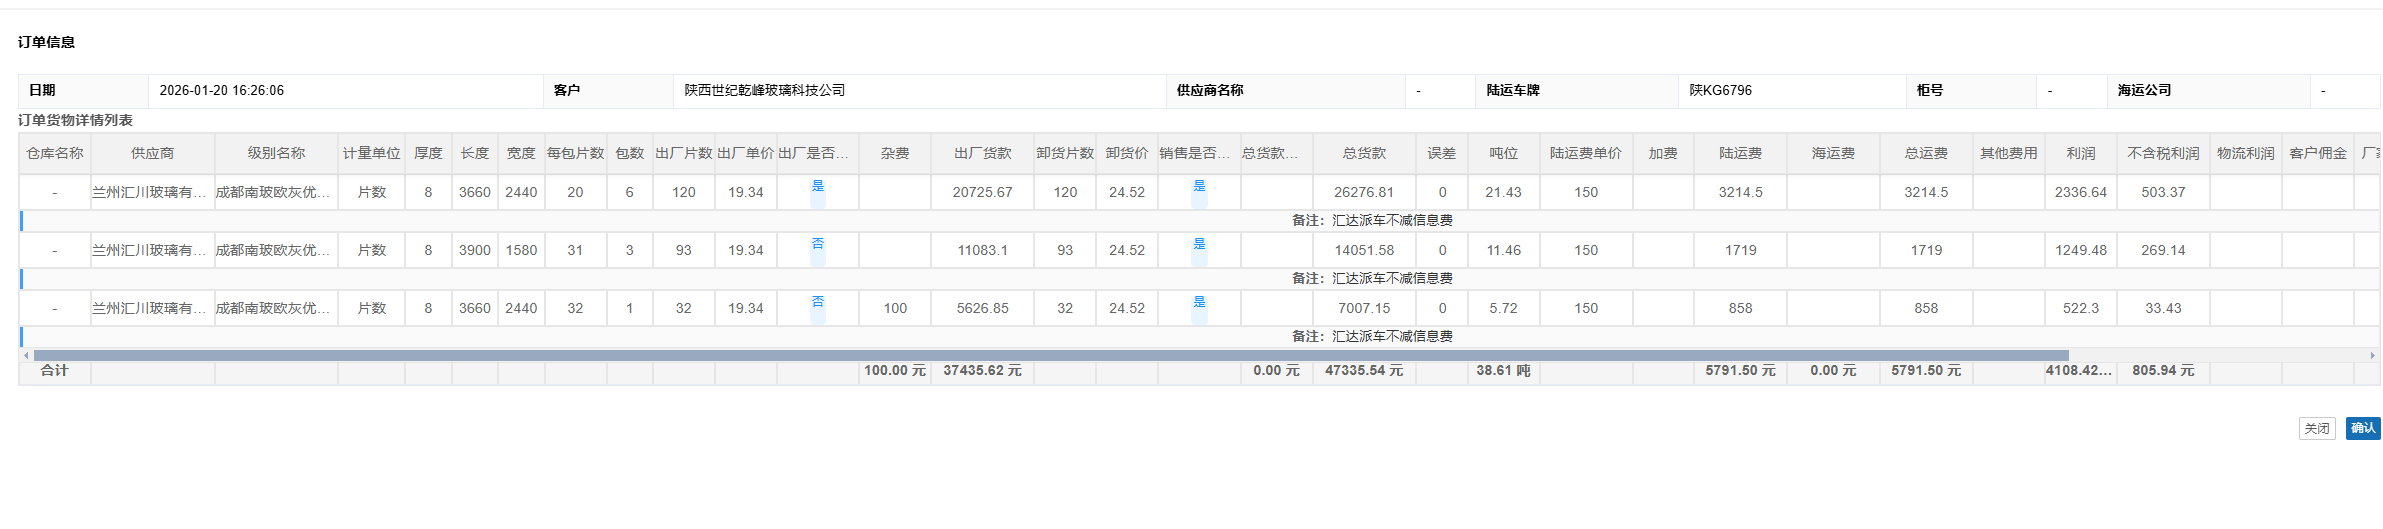 订单信息
日期 2026-01-20 16:26:06 客户 陕西世纪乾峰玻璃科技公司 供应商名称 - 陆运车牌 陕KG6796 柜号 - 海运公司 -
订单货物详情列表
仓库名称 供应商 级别名称 计量单位 厚度 长度 宽度 每包片数 包数 出厂片数 出厂单价 出厂是否... 杂费 出厂货款 卸货片数 卸货价 销售是否... 总货款... 总货款 误差 吨位 陆运费单价 加费 陆运费 海运费 总运费 其他费用 利润 不含税利润 物流利润 客户佣金 厂
- 兰州汇川玻璃有... 成都南玻欧灰优... 片数 8 3660 2440 20 6 120 19.34 是 20725.67 120 24.52 是 26276.81 0 21.43 150 3214.5 3214.5 2336.64 503.37
备注：汇达派车不减信息费
- 兰州汇川玻璃有... 成都南玻欧灰优... 片数 8 3900 1580 31 3 93 19.34 否 11083.1 93 24.52 是 14051.58 0 11.46 150 1719 1719 1249.48 269.14
备注：汇达派车不减信息费
- 兰州汇川玻璃有... 成都南玻欧灰优... 片数 8 3660 2440 32 1 32 19.34 否 100 5626.85 32 24.52 是 7007.15 0 5.72 150 858 858 522.3 33.43
备注：汇达派车不减信息费
合计 100.00 元 37435.62 元 0.00 元 47335.54 元 38.61 吨 5791.50 元 0.00 元 5791.50 元 4108.42... 805.94 元
关闭 确认